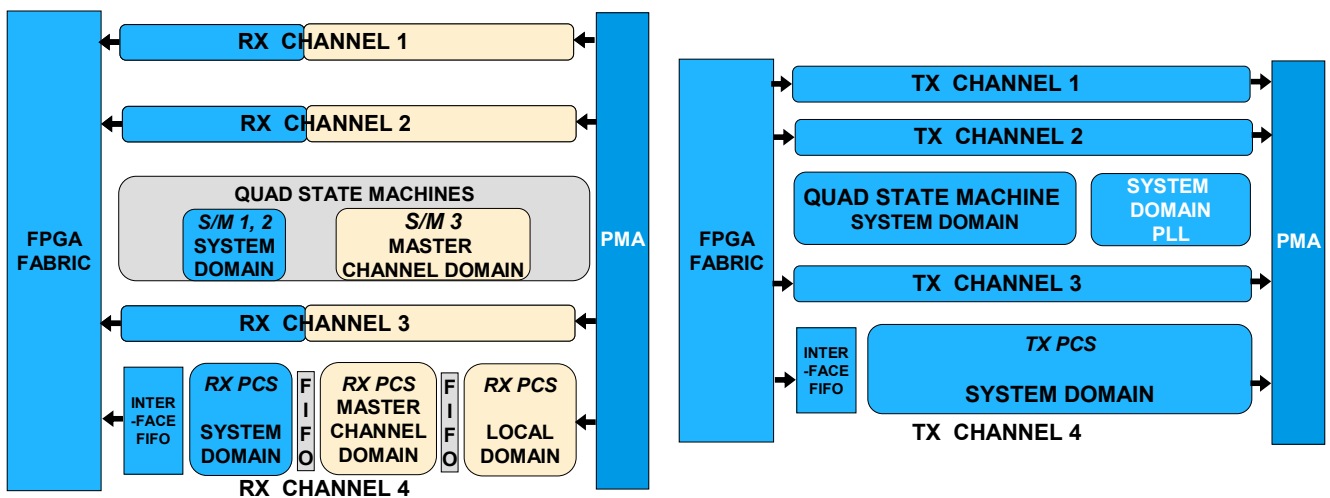 RX CHANNEL 1
RX CHANNEL 2
QUAD STATE MACHINES
S/M 1, 2
SYSTEM
DOMAIN
S/M 3
MASTER
CHANNEL DOMAIN
FPGA
FABRIC
PMA
RX CHANNEL 3
INTER
-FACE
FIFO
RX PCS
SYSTEM
DOMAIN
FIFO
RX PCS
MASTER
CHANNEL
DOMAIN
FIFO
RX PCS
LOCAL
DOMAIN
RX CHANNEL 4
TX CHANNEL 1
TX CHANNEL 2
QUAD STATE MACHINE
SYSTEM DOMAIN
SYSTEM
DOMAIN
PLL
FPGA
FABRIC
PMA
TX CHANNEL 3
INTER
-FACE
FIFO
TX PCS
SYSTEM DOMAIN
TX CHANNEL 4